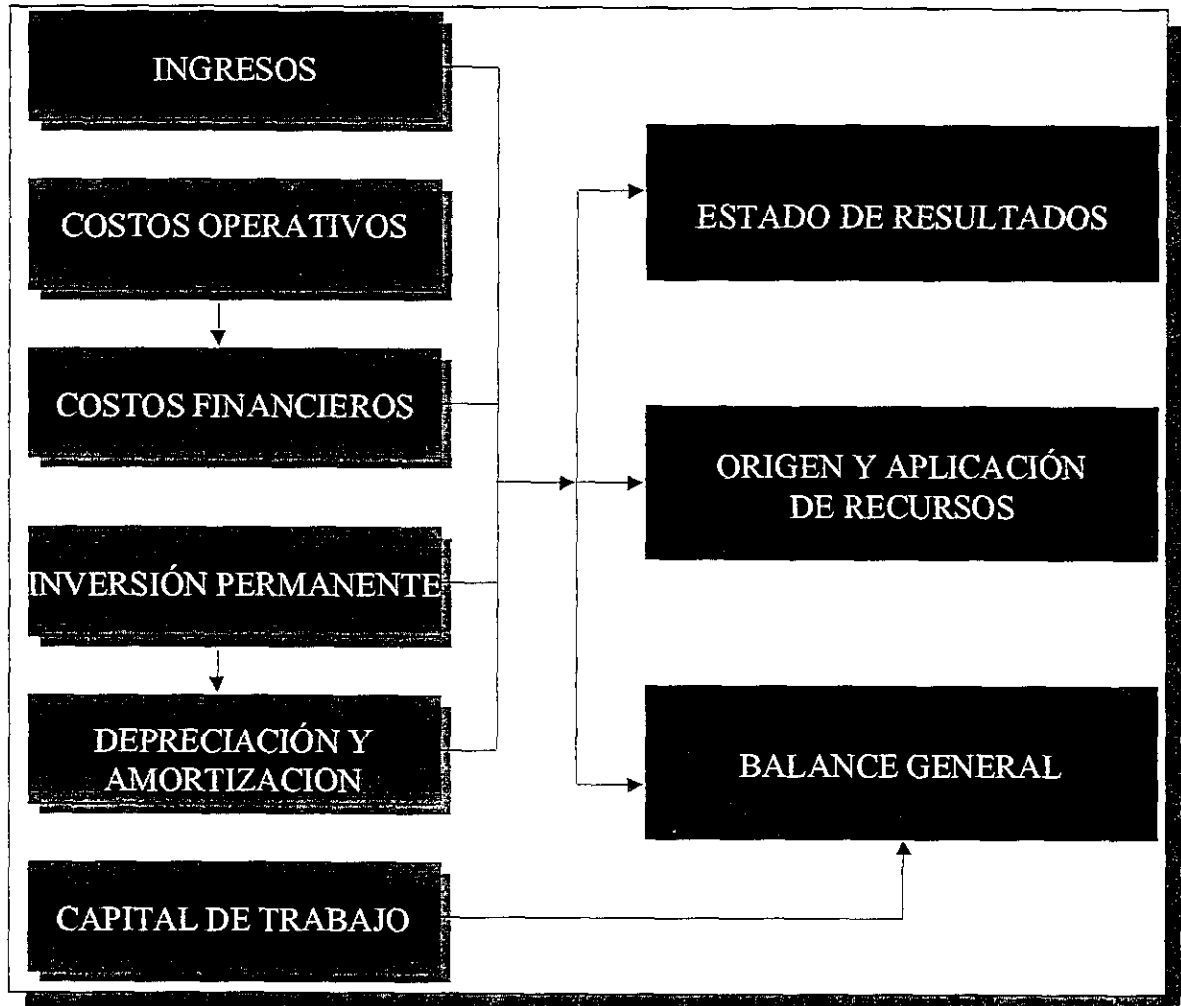 INGRESOS
COSTOS OPERATIVOS
COSTOS FINANCIEROS
INVERSIÓN PERMANENTE
DEPRECIACIÓN Y
AMORTIZACION
CAPITAL DE TRABAJO
ESTADO DE RESULTADOS
ORIGEN Y APLICACIÓN
DE RECURSOS
BALANCE GENERAL